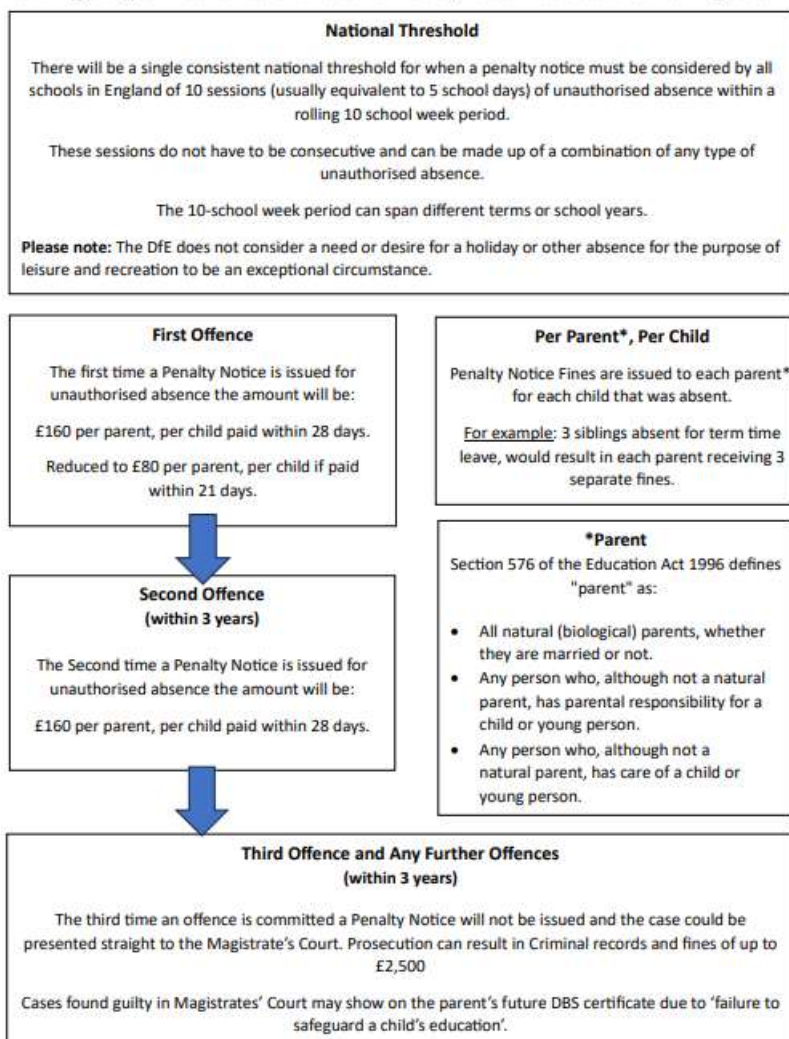 National Threshold
There will be a single consistent national threshold for when a penalty notice must be considered by all
schools in England of 10 sessions (usually equivalent to 5 school days) of unauthorised absence within a
rolling 10 school week period.
These sessions do not have to be consecutive and can be made up of a combination of any type of
unauthorised absence.
The 10-school week period can span different terms or school years.
Please note: The DfE does not consider a need or desire for a holiday or other absence for the purpose of
leisure and recreation to be an exceptional circumstance.
First Offence
The first time a Penalty Notice is issued for
unauthorised absence the amount will be:
£160 per parent, per child paid within 28 days.
Reduced to £80 per parent, per child if paid
within 21 days.
Per Parent*, Per Child
Penalty Notice Fines are issued to each parent*
for each child that was absent.
For example: 3 siblings absent for term time
leave, would result in each parent receiving 3
separate fines.
Second Offence
(within 3 years)
The Second time a Penalty Notice is issued for
unauthorised absence the amount will be:
£160 per parent, per child paid within 28 days.
*Parent
Section 576 of the Education Act 1996 defines
"parent" as:
• All natural (biological) parents, whether
they are married or not.
• Any person who, although not a natural
parent, has parental responsibility for a
child or young person.
• Any person who, although not a
natural parent, has care of a child or
young person.
Third Offence and Any Further Offences
(within 3 years)
The third time an offence is committed a Penalty Notice will not be issued and the case could be
presented straight to the Magistrate's Court. Prosecution can result in Criminal records and fines of up to
£2,500
Cases found guilty in Magistrates' Court may show on the parent's future DBS certificate due to 'failure to
safeguard a child's education'.